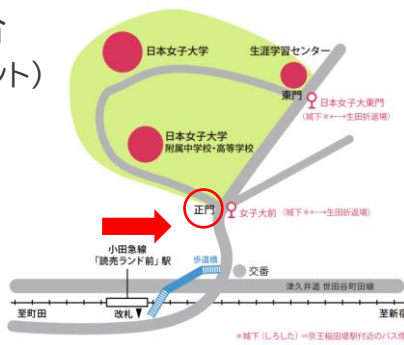 合
ント)
日本女子大学
生涯学習センター
東門
日本女子大東門
(城下*←→生田折返場)
日本女子大学
附属中学校・高等学校
正門
女子大前 (城下*←→生田折返場)
小田急線
「読売ランド前」駅
歩道橋
交番
津久井道 世田谷町田線
至町田
改札▼
至新宿
*城下(しろした)=京王稲田堤駅付近のバス停